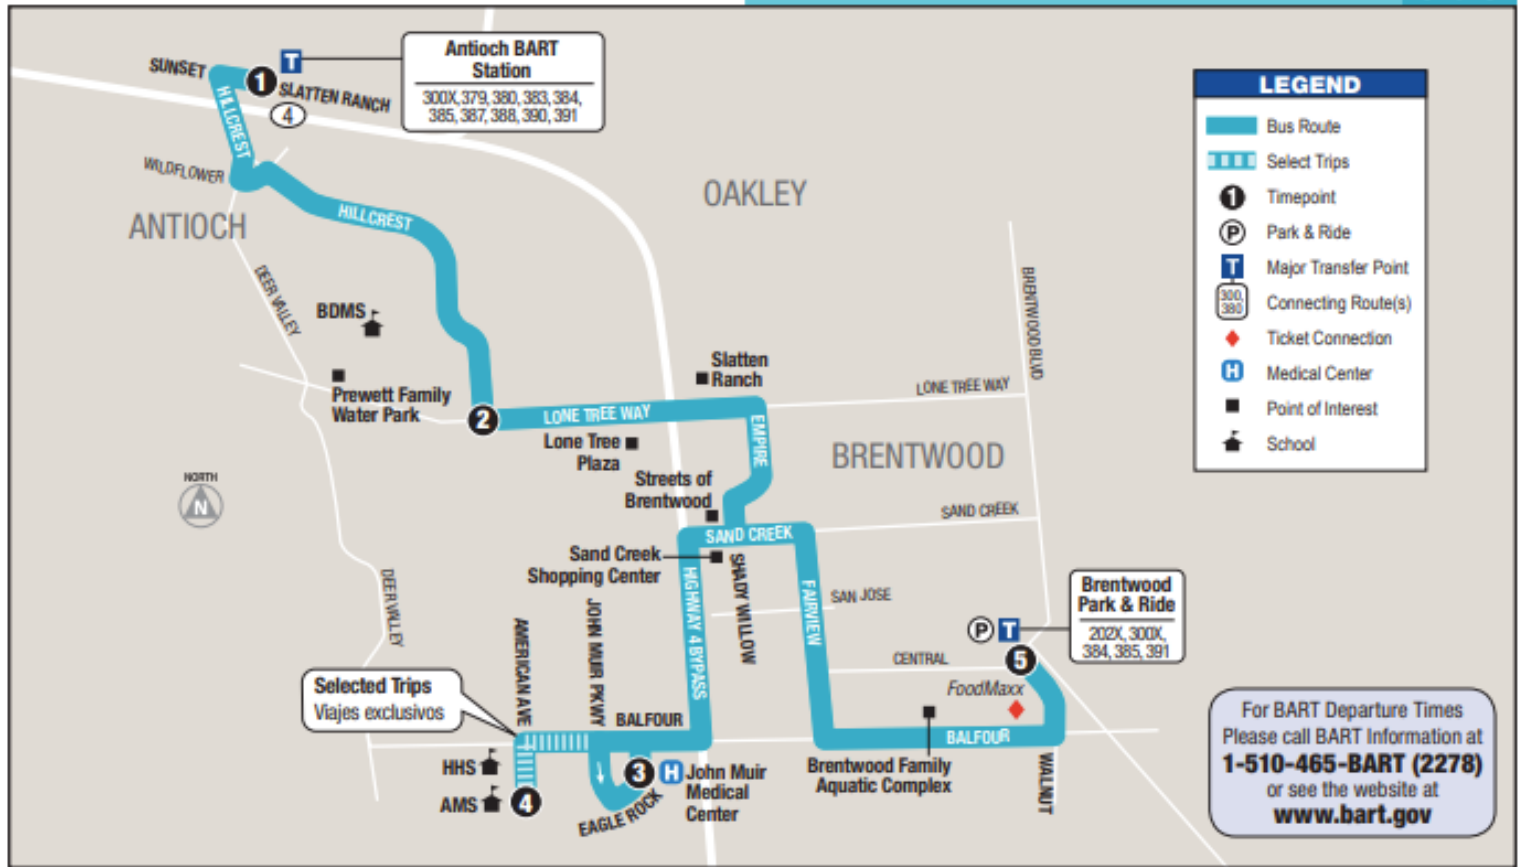 SUNSET
1
T
SLATTEN RANCH
4
Antioch BART
Station
300X, 379, 380, 383, 384,
385, 387, 388, 390, 391
HILLCREST
WILDFLOWER
ANTIOCH
HILLCREST
OAKLEY
DEER VALLEY
BDMS
Prewett Family
Water Park
2
LONE TREE WAY
Slatten
Ranch
LONE TREE WAY
BRENTWOOD BLVD
Lone Tree
Plaza
EMPIRE
BRENTWOOD
Streets of
Brentwood
NORTH
N
SAND CREEK
SAND CREEK
Sand Creek
Shopping Center
SHADY WILLOW
HIGHWAY 4 BYPASS
FAIRVIEW
SAN JOSE
DEER VALLEY
AMERICAN AVE
JOHN MUIR PKWY
CENTRAL
P
T
5
Brentwood
Park & Ride
202X, 300X,
384, 385, 391
FoodMaxx
Selected Trips
Viajes exclusivos
BALFOUR
BALFOUR
HHS
AMS
4
3
H
John Muir
Medical
Center
EAGLE ROCK
Brentwood Family
Aquatic Complex
WALNUT
LEGEND
Bus Route
Select Trips
1 Timepoint
P Park & Ride
T Major Transfer Point
300,
380
Connecting Route(s)
Ticket Connection
H Medical Center
Point of Interest
School
For BART Departure Times
Please call BART Information at
1-510-465-BART (2278)
or see the website at
www.bart.gov